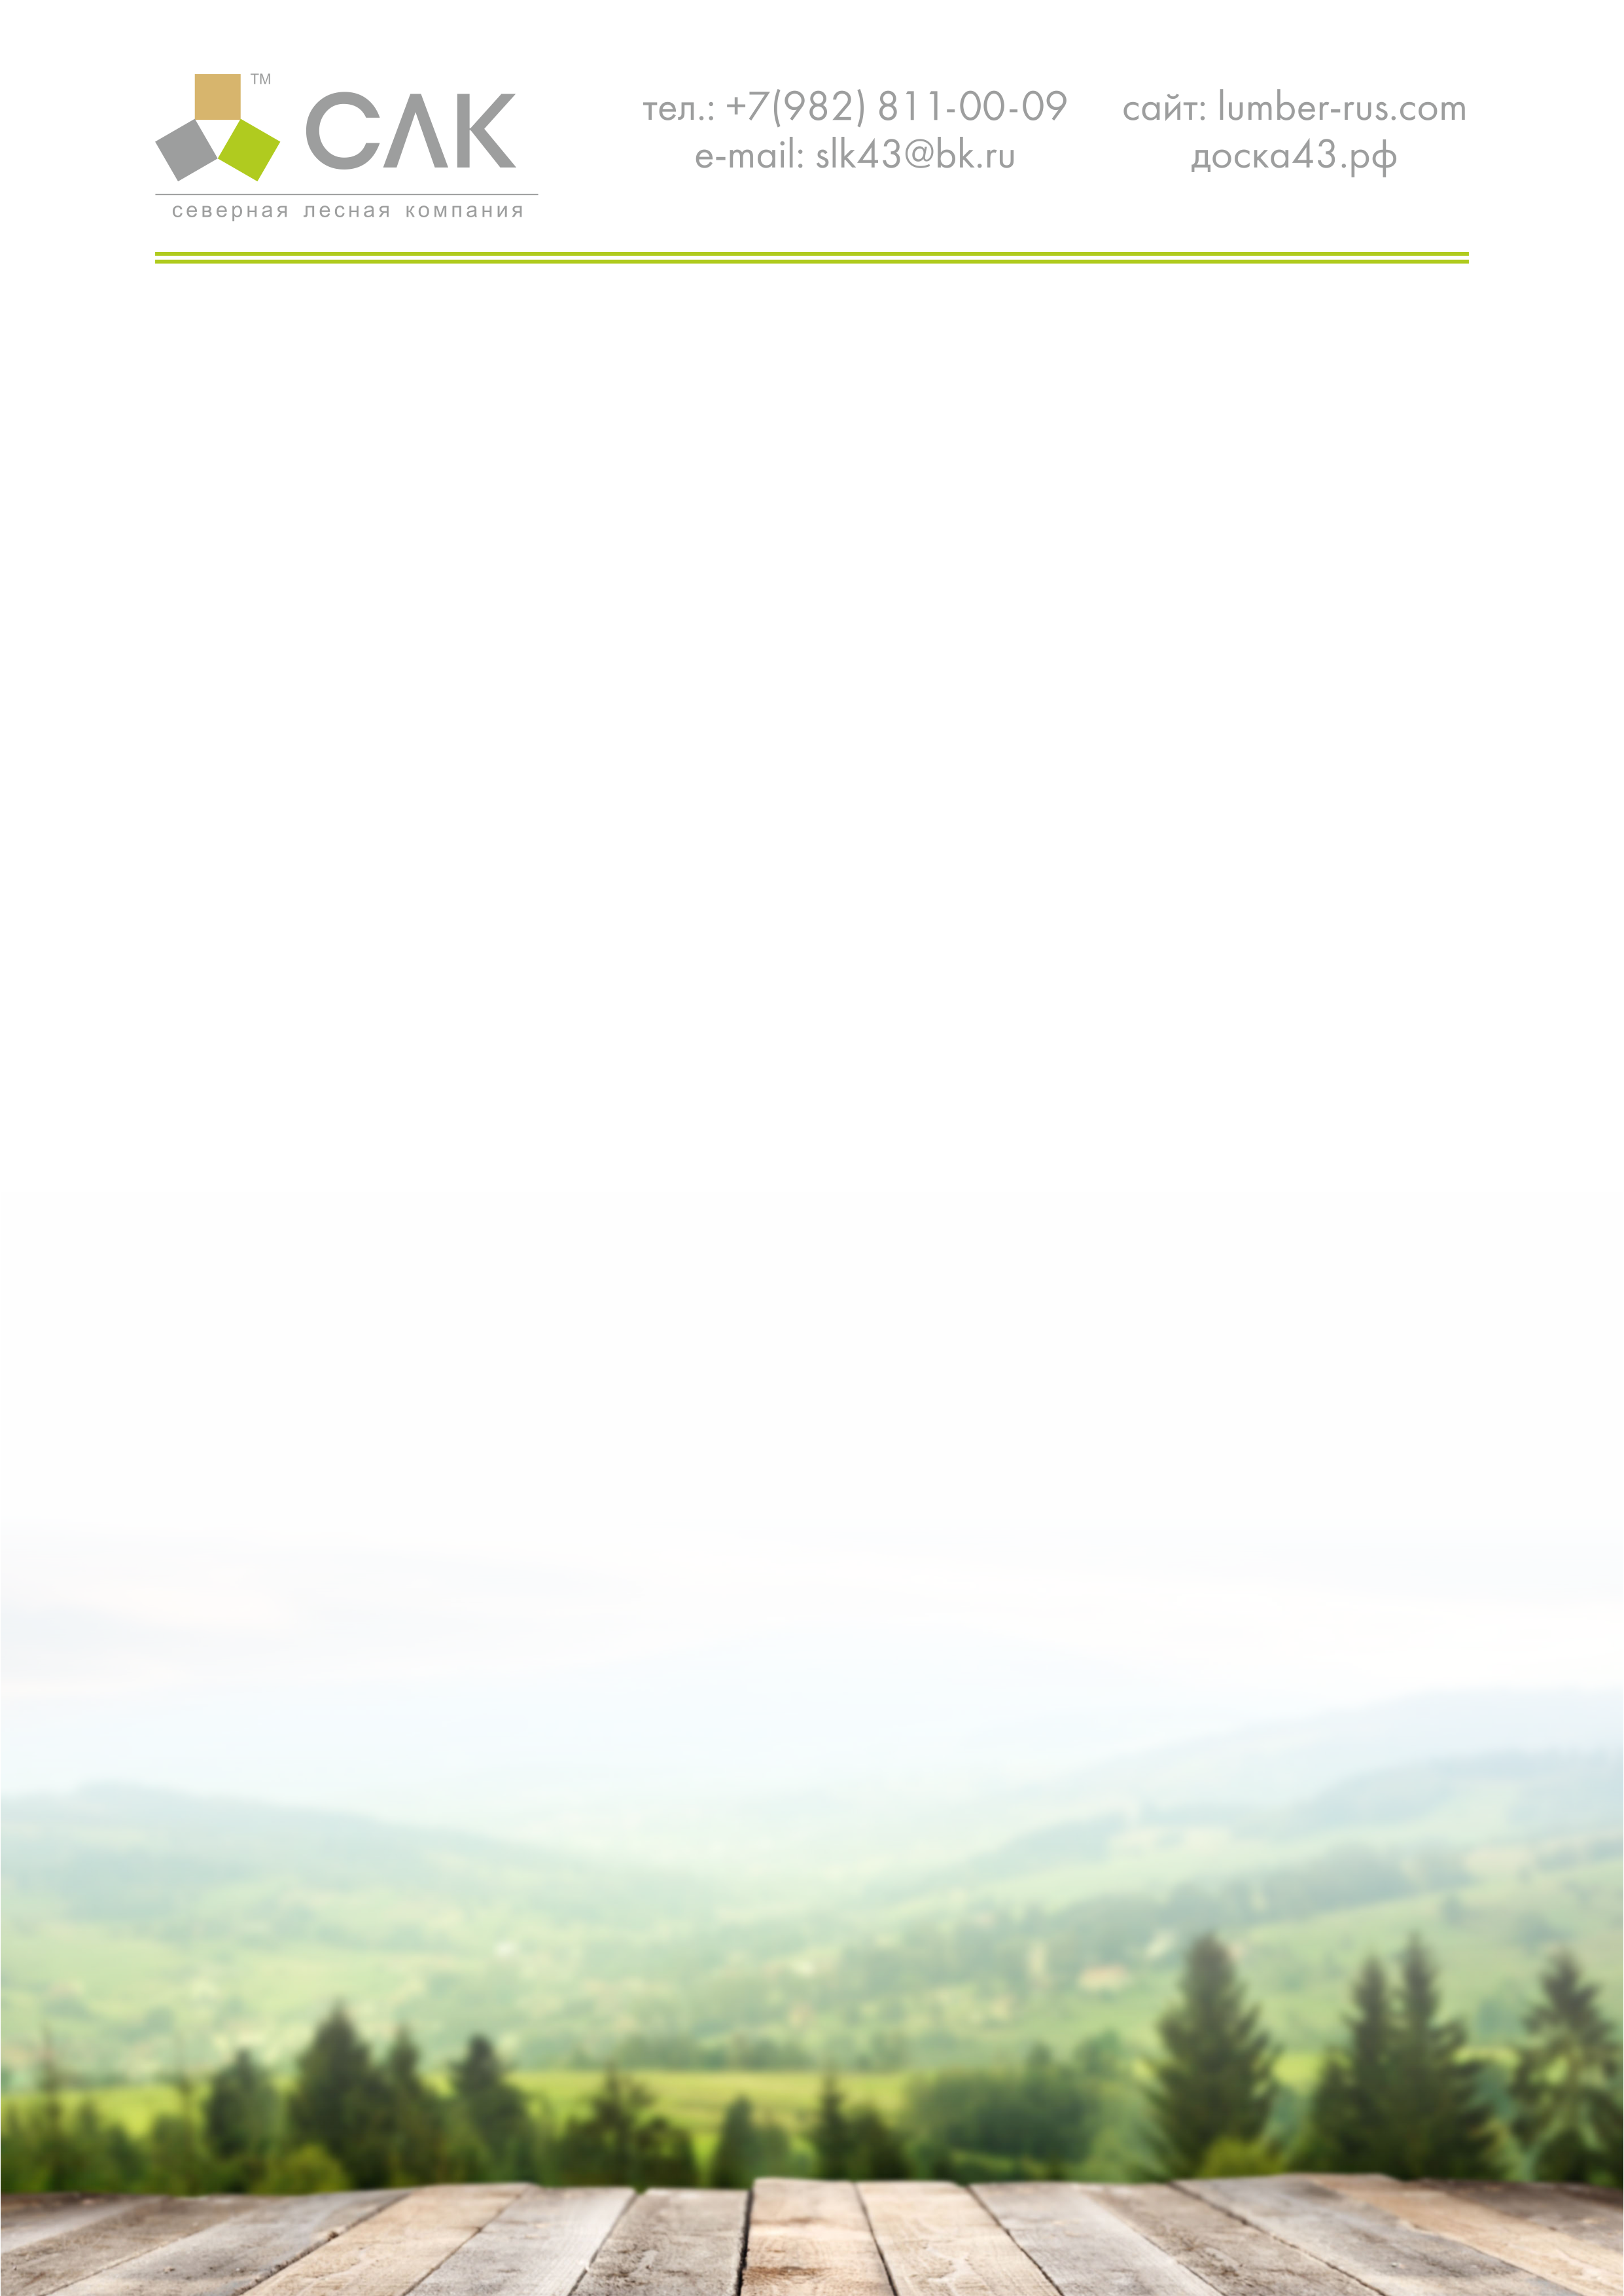 TM
СЛК
северная лесная компания
тел.: +7(982) 811-00-09
e-mail: slk43@bk.ru
сайт: lumber-rus.com
доска43.рф